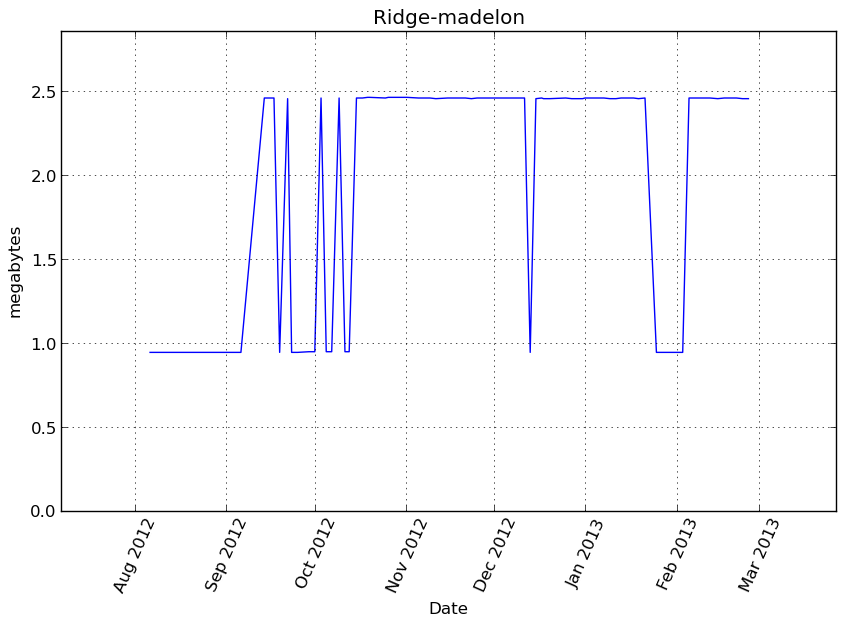 Ridge-madelon
megabytes
2.5
2.0
1.5
1.0
0.5
0.0
Aug 2012
Sep 2012
Oct 2012
Nov 2012
Dec 2012
Jan 2013
Feb 2013
Mar 2013
Date